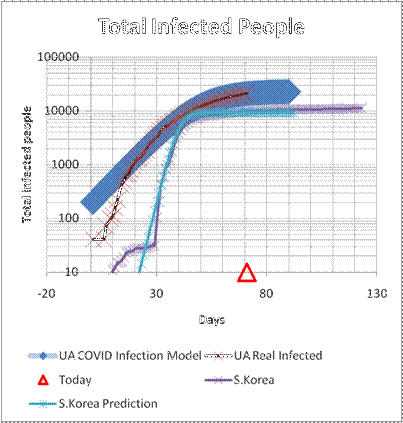 Total Infected People
100000
10000
1000
100
10
Total infected people
-20 30 80 130
Days
UA COVID Infection Model UA Real Infected
Today S.Korea
S.Korea Prediction